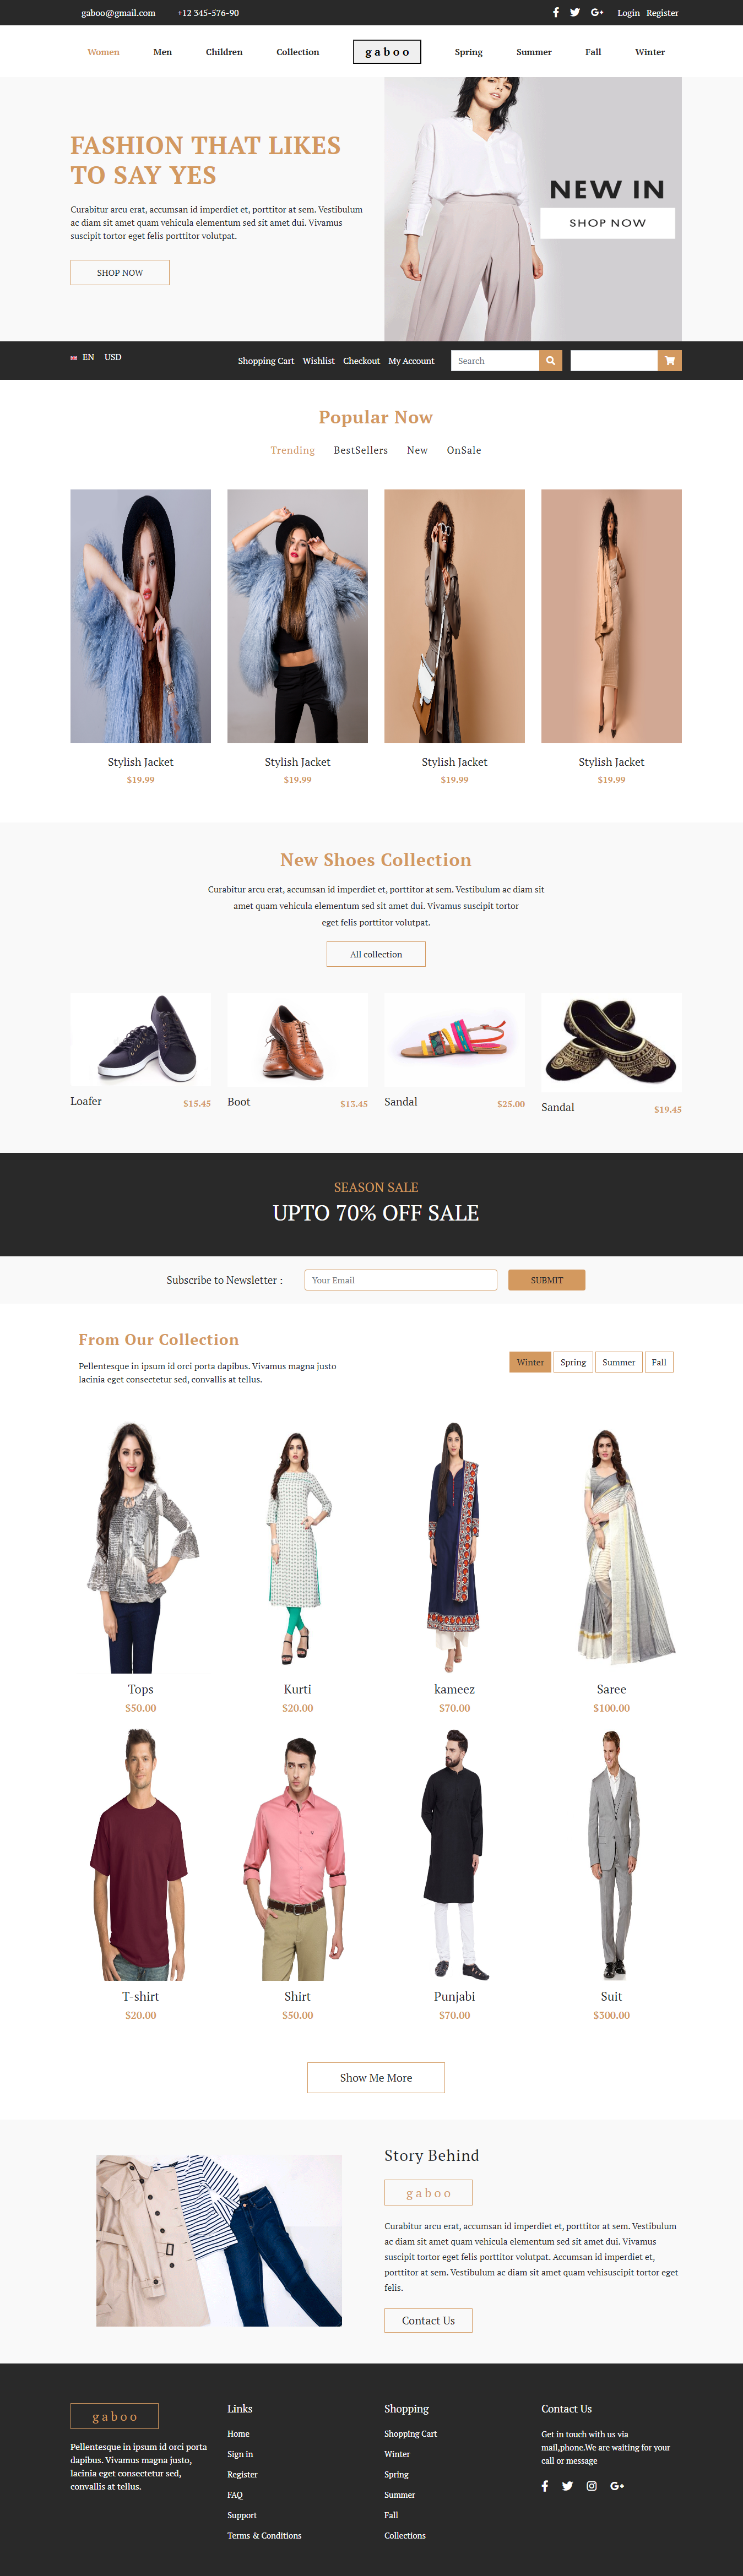 gaboo@gmail.com +12 345-576-90 Login Register
Women Men Children Collection gaboo Spring Summer Fall Winter
FASHION THAT LIKES
TO SAY YES
Curabitur arcu erat, accumsan id imperdiet et, porttitor at sem. Vestibulum
ac diam sit amet quam vehicula elementum sed sit amet dui. Vivamus
suscipit tortor eget felis porttitor volutpat.
SHOP NOW
NEW IN
SHOP NOW
EN USD Shopping Cart Wishlist Checkout My Account Search
Popular Now
Trending BestSellers New OnSale
Stylish Jacket Stylish Jacket Stylish Jacket Stylish Jacket
$19.99 $19.99 $19.99 $19.99
New Shoes Collection
Curabitur arcu erat, accumsan id imperdiet et, porttitor at sem. Vestibulum ac diam sit
amet quam vehicula elementum sed sit amet dui. Vivamus suscipit tortor
eget felis porttitor volutpat.
All collection
Loafer $15.45 Boot $13.45 Sandal $25.00 Sandal $19.45
SEASON SALE
UPTO 70% OFF SALE
Subscribe to Newsletter : Your Email SUBMIT
From Our Collection
Pellentesque in ipsum id orci porta dapibus. Vivamus magna justo
lacinia eget consectetur sed, convallis at tellus.
Winter Spring Summer Fall
Tops Kurti kameez Saree
$50.00 $20.00 $70.00 $100.00
T-shirt Shirt Punjabi Suit
$20.00 $50.00 $70.00 $300.00
Show Me More
Story Behind
gaboo
Curabitur arcu erat, accumsan id imperdiet et, porttitor at sem. Vestibulum
ac diam sit amet quam vehicula elementum sed sit amet dui. Vivamus
suscipit tortor eget felis porttitor volutpat. Accumsan id imperdiet et,
porttitor at sem. Vestibulum ac diam sit amet quam vehisuscipit tortor eget
felis.
Contact Us
gaboo
Pellentesque in ipsum id orci porta
dapibus. Vivamus magna justo,
lacinia eget consectetur sed,
convallis at tellus.
Links
Home
Sign in
Register
FAQ
Support
Terms & Conditions
Shopping
Shopping Cart
Winter
Spring
Summer
Fall
Collections
Contact Us
Get in touch with us via
mail,phone.We are waiting for your
call or message